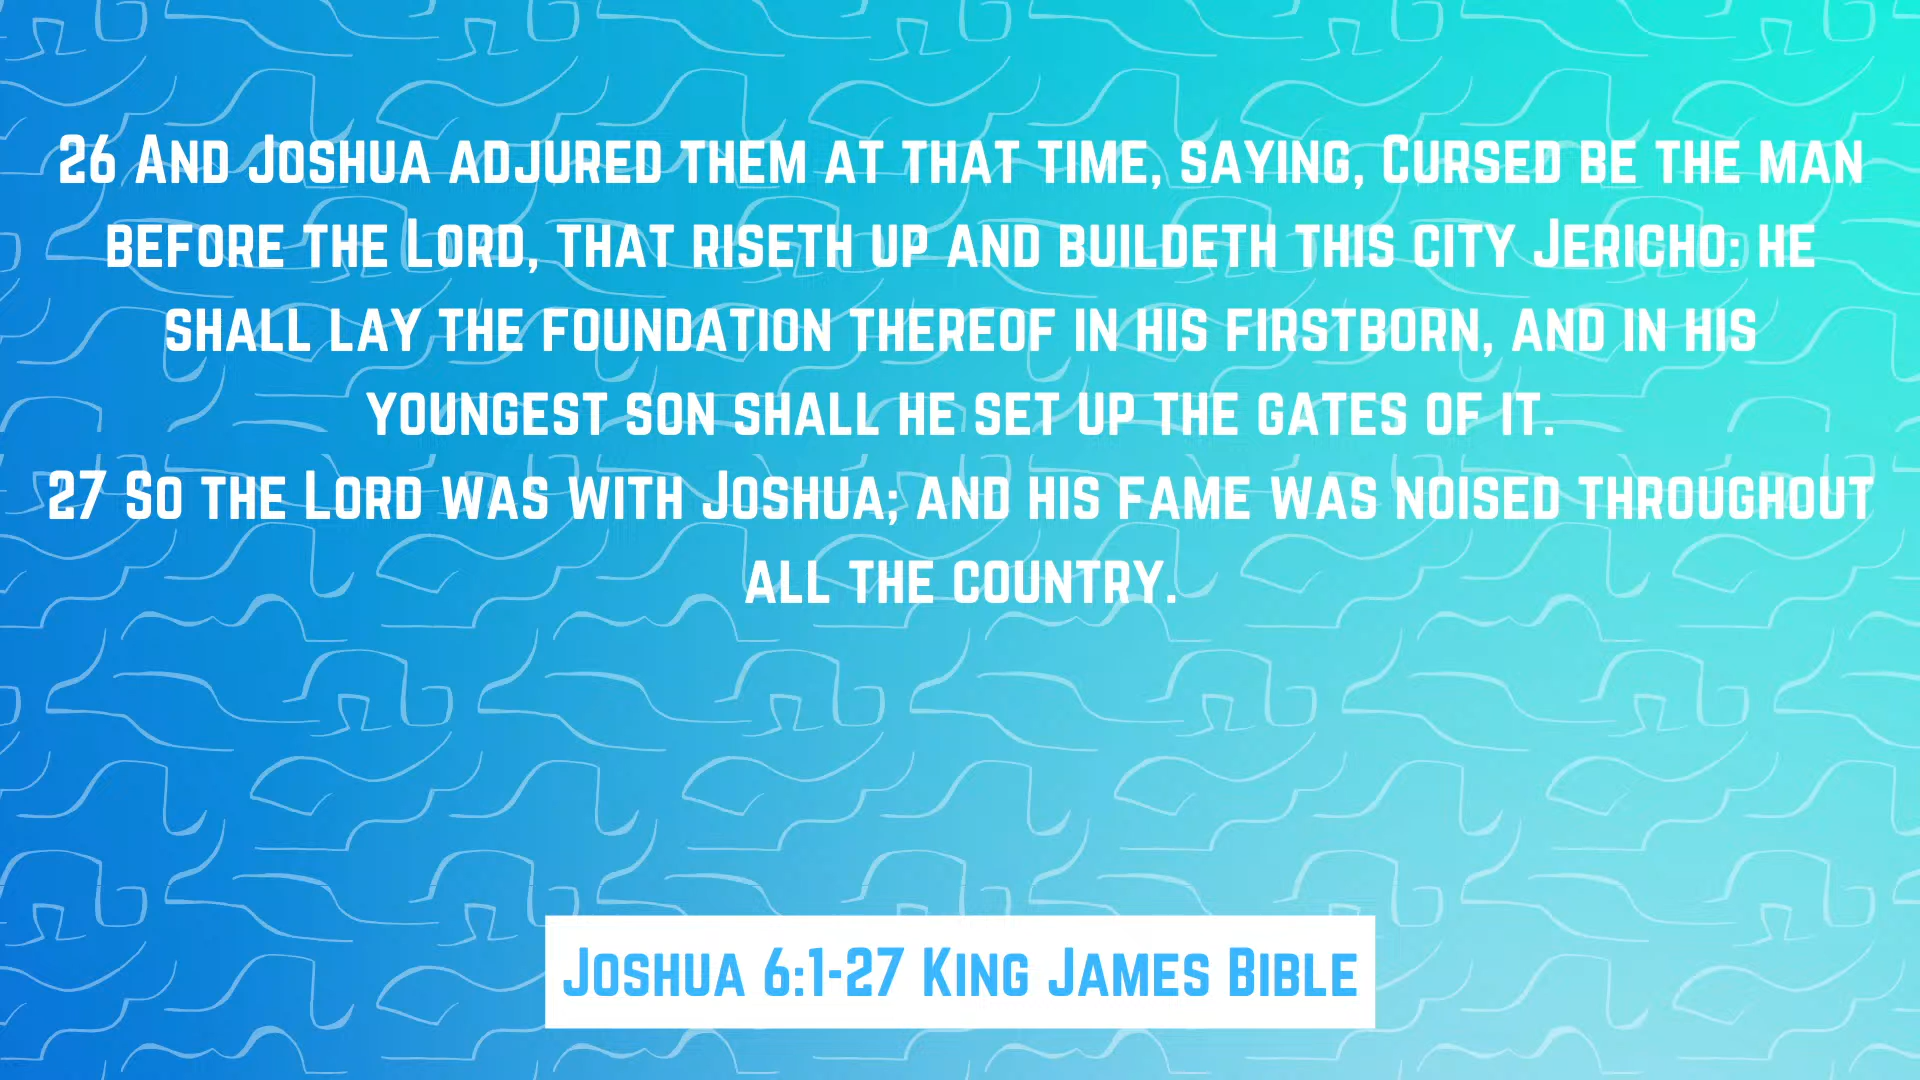 26 And Joshua adjured them at that time, saying, Cursed be the man
before the Lord, that riseth up and buildeth this city Jericho: he
shall lay the foundation thereof in his firstborn, and in his
youngest son shall he set up the gates of it.
27 So the Lord was with Joshua; and his fame was noised throughout
all the country.
Joshua 6:1-27 King James Bible